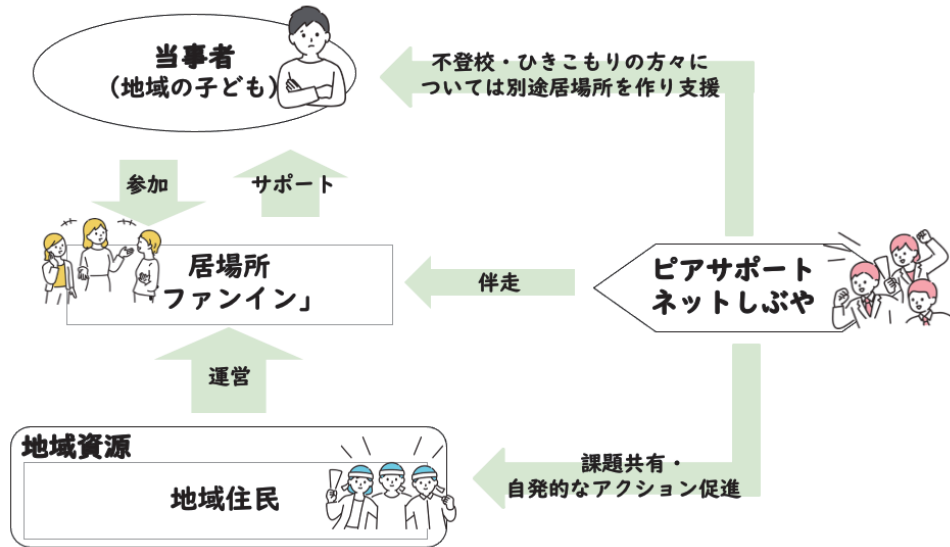 当事者
(地域の子ども)
不登校・ひきこもりの方々に
ついては別途居場所を作り支援
参加
サポート
居場所
ファンイン」
伴走
ピアサポート
ネットしぶや
運営
地域資源
地域住民
課題共有・
自発的なアクション促進